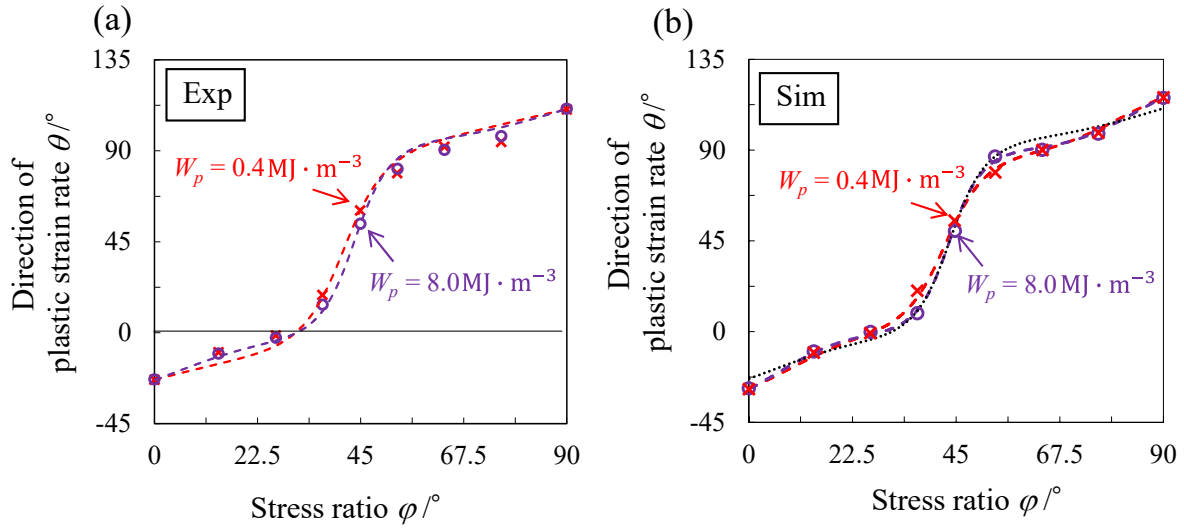 (a)
135
90
45
0
-45
Direction of
plastic strain rate θ/°
Exp
W_p = 0.4 MJ · m⁻³
W_p = 8.0 MJ · m⁻³
0
22.5
45
67.5
90
Stress ratio φ/°
(b)
135
90
45
0
-45
Direction of
plastic strain rate θ/°
Sim
W_p = 0.4 MJ · m⁻³
W_p = 8.0 MJ · m⁻³
0
22.5
45
67.5
90
Stress ratio φ/°